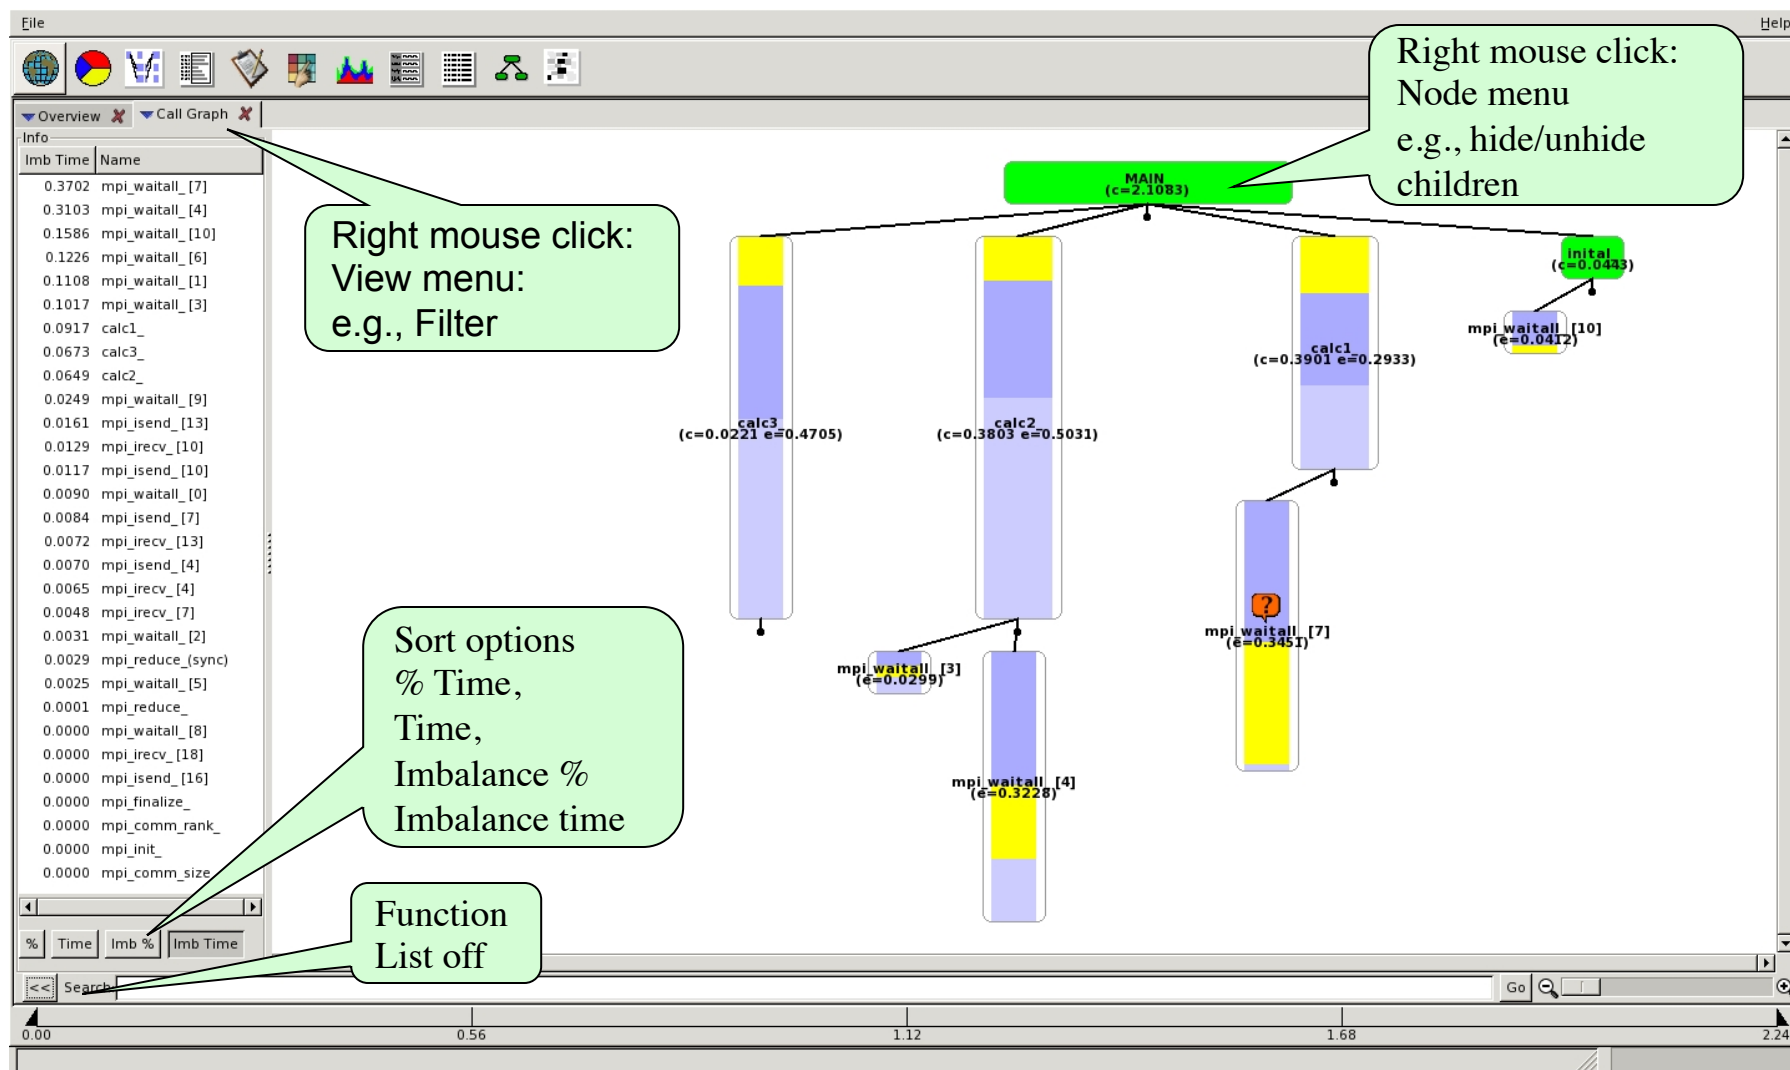 File
Help
Right mouse click:
Node menu
e.g., hide/unhide
children
Overview
Call Graph
Info
Imb Time Name
0.3702 mpi_waitall_ [7]
0.3103 mpi_waitall_ [4]
0.1586 mpi_waitall_ [10]
0.1226 mpi_waitall_ [6]
0.1108 mpi_waitall_ [1]
0.1017 mpi_waitall_ [3]
0.0917 calc1_
0.0673 calc3_
0.0649 calc2_
0.0249 mpi_waitall_ [9]
0.0161 mpi_isend_ [13]
0.0129 mpi_irecv_ [10]
0.0117 mpi_isend_ [10]
0.0090 mpi_waitall_ [0]
0.0084 mpi_isend_ [7]
0.0072 mpi_irecv_ [13]
0.0070 mpi_isend_ [4]
0.0065 mpi_irecv_ [4]
0.0048 mpi_irecv_ [7]
0.0031 mpi_waitall_ [2]
0.0029 mpi_reduce_(sync)
0.0025 mpi_waitall_ [5]
0.0001 mpi_reduce_
0.0000 mpi_waitall_ [8]
0.0000 mpi_irecv_ [18]
0.0000 mpi_isend_ [16]
0.0000 mpi_finalize_
0.0000 mpi_comm_rank_
0.0000 mpi_init_
0.0000 mpi_comm_size_
Right mouse click:
View menu:
e.g., Filter
MAIN
(c=2.1083)
inital_
(c=0.0443)
mpi_waitall_[10]
(e=0.0412)
calc1_
(c=0.3901 e=0.2933)
calc3_
(c=0.0221 e=0.4705)
calc2_
(c=0.3803 e=0.5031)
?
mpi_waitall_[7]
(e=0.3451)
mpi_waitall_[3]
(e=0.0299)
mpi_waitall_[4]
(e=0.3228)
Sort options
% Time,
Time,
Imbalance %
Imbalance time
Function
List off
% Time Imb % Imb Time
<< Search:
Go
0.00 0.56 1.12 1.68 2.24